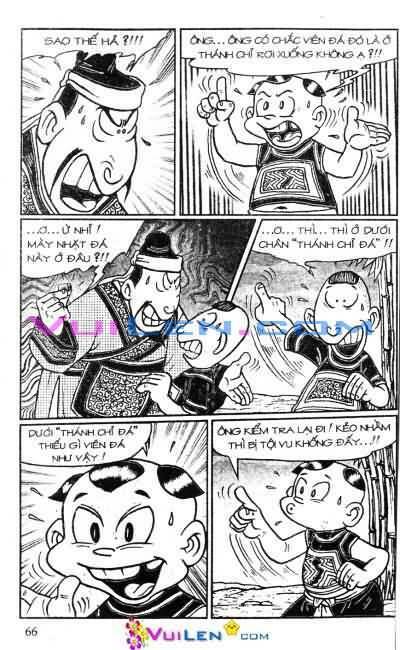 SAO THẾ HẢ ?!!!
ÔNG... ÔNG CÓ CHẮC VIÊN ĐÁ ĐÓ LÀ Ở
THÁNH CHỈ RƠI XUỐNG KHÔNG Ạ ?!!
...Ơ... Ừ NHỈ !
MÀY NHẶT ĐÁ
NÀY Ở ĐÂU ?!!
...Ơ... THÌ... THÌ Ở DƯỚI
CHÂN "THÁNH CHỈ ĐÁ" !!
VUILEN.COM
DƯỚI "THÁNH CHỈ ĐÁ"
THIẾU GÌ VIÊN ĐÁ
NHƯ VẬY !
ÔNG KIỂM TRA LẠI ĐI ! KẺO NHẦM
THÌ BỊ TỘI VU KHỐNG ĐẤY...!!
66
VUILEN.COM